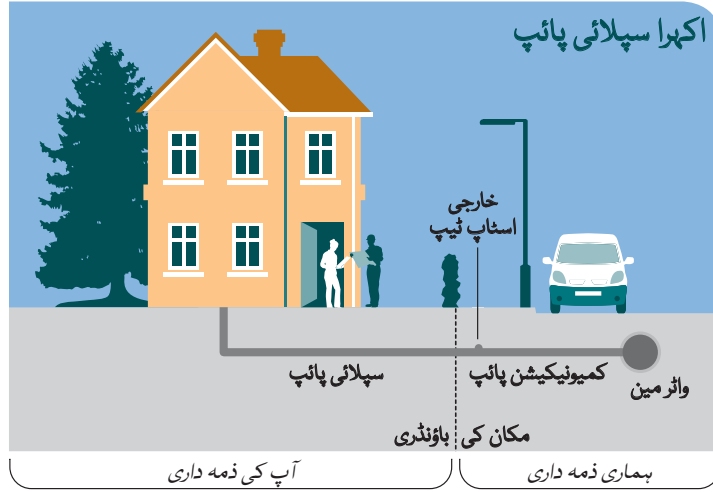 اکہرا سپلائی پائپ
خارجی
اسٹاپ ٹیپ
واٹر مین
کمیونیکیشن پائپ
سپلائی پائپ
مکان کی باؤنڈری
ہماری ذمہ داری
آپ کی ذمہ داری